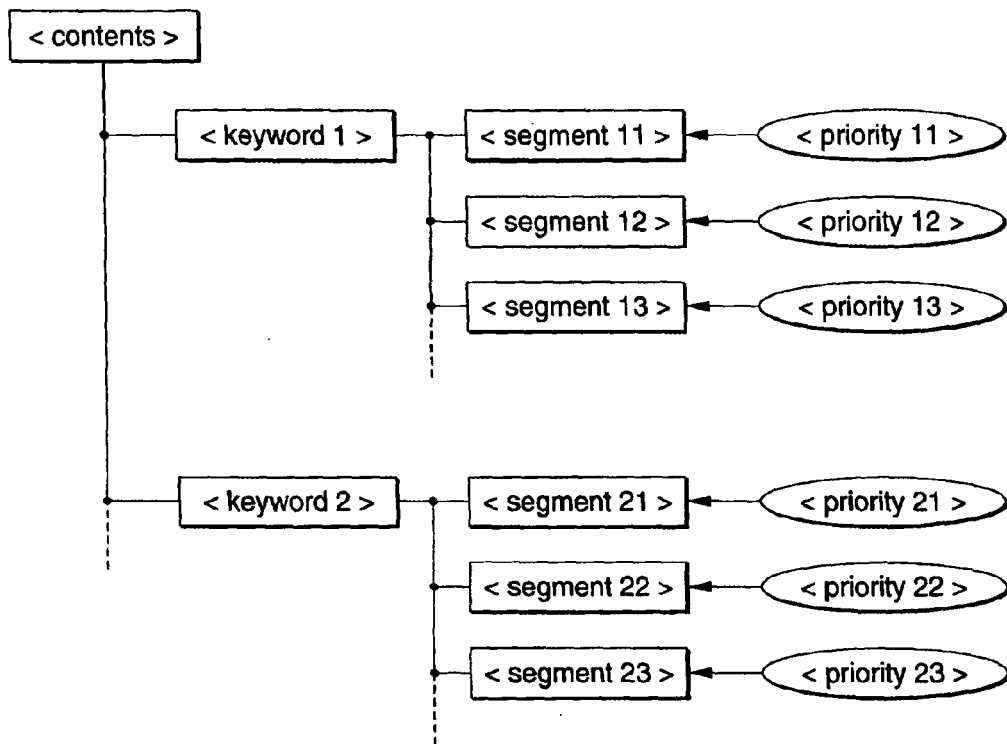 < contents >
< keyword 1 > < segment 11 > < priority 11 >
< segment 12 > < priority 12 >
< segment 13 > < priority 13 >
< keyword 2 > < segment 21 > < priority 21 >
< segment 22 > < priority 22 >
< segment 23 > < priority 23 >